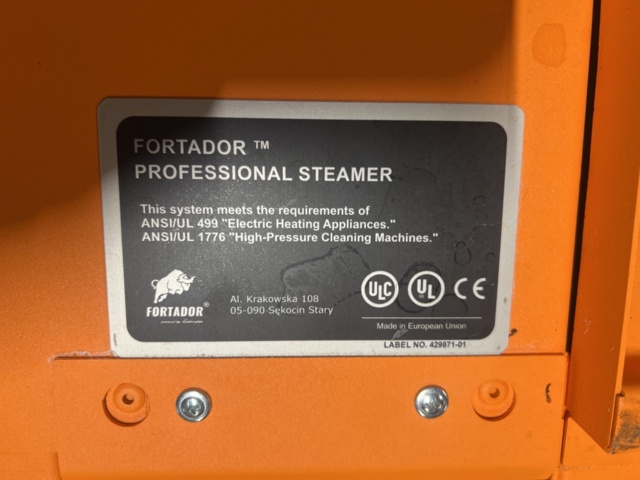 FORTADOR ™
PROFESSIONAL STEAMER
This system meets the requirements of
ANSI/UL 499 "Electric Heating Appliances."
ANSI/UL 1776 "High-Pressure Cleaning Machines."
FORTADOR®
Al. Krakowska 108
05-090 Sękocin Stary
ULC UL CE
Made in European Union
LABEL NO. 429871-01